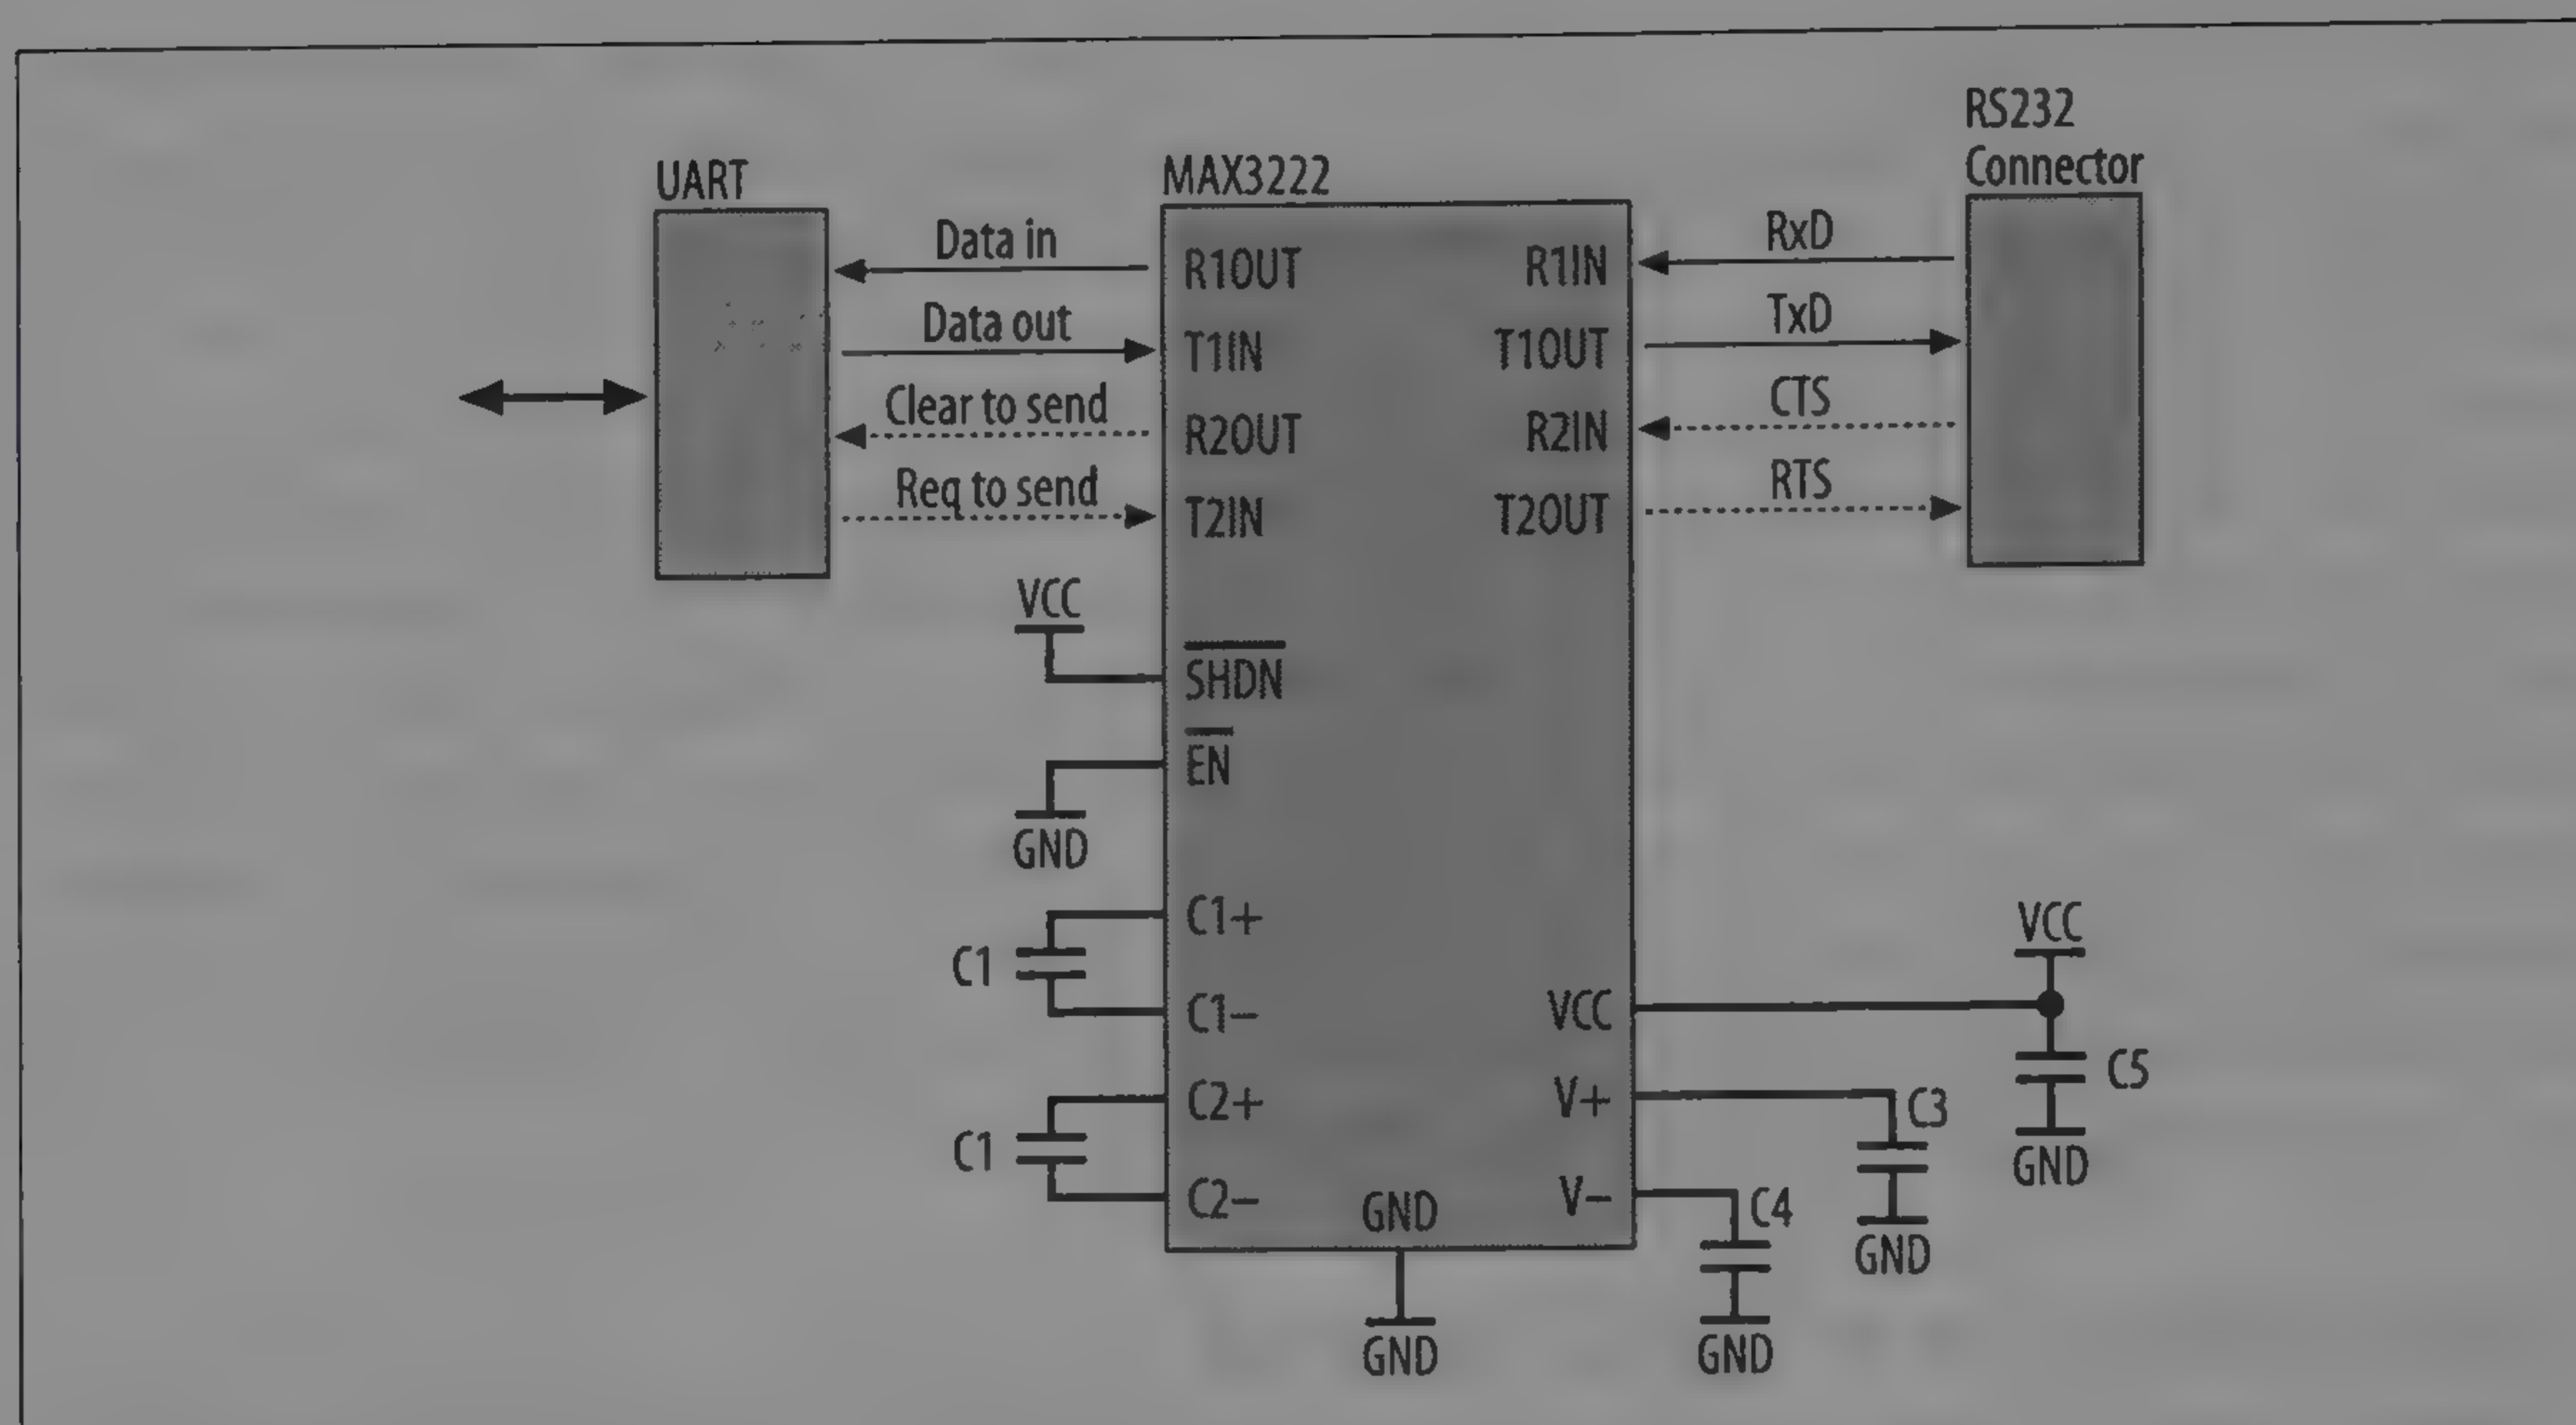 RS232
Connector
UART
MAX3222
Data in
R1OUT
R1IN
RxD
Data out
T1IN
T1OUT
TxD
Clear to send
R2OUT
R2IN
CTS
Req to send
T2IN
T2OUT
RTS
VCC
SHDN
EN
GND
C1+
C1
C1−
VCC
VCC
C5
GND
C2+
C1
C2−
V+
C3
GND
V−
C4
GND
GND
GND